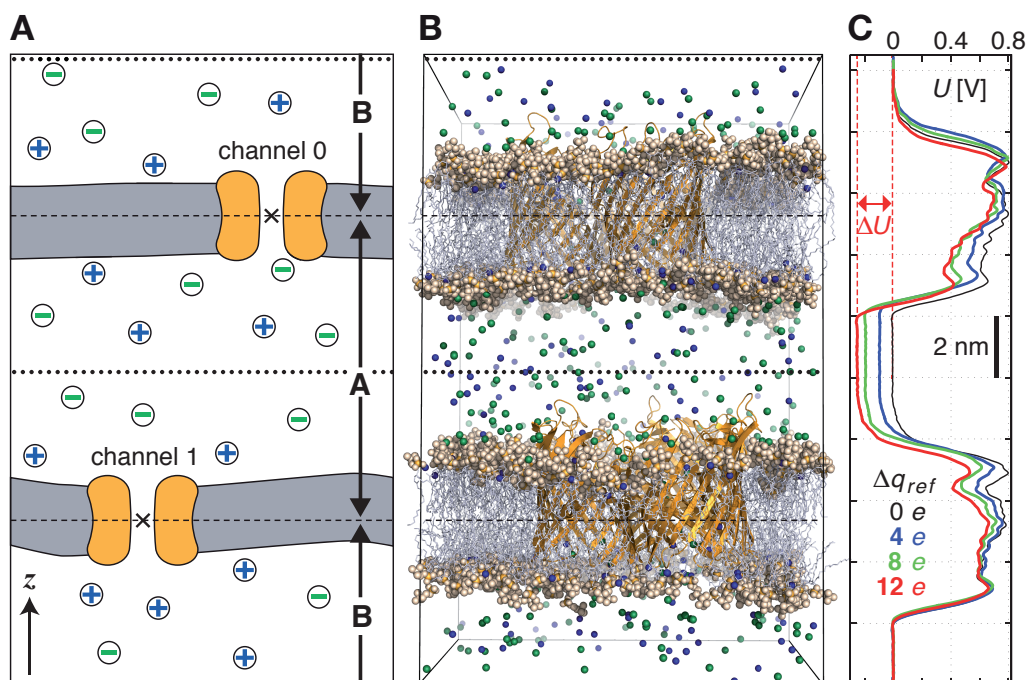 A
B
channel 0
A
channel 1
B
z
B
C
0 0.4 0.8
U [V]
ΔU
2 nm
Δq_ref
0 e
4 e
8 e
12 e